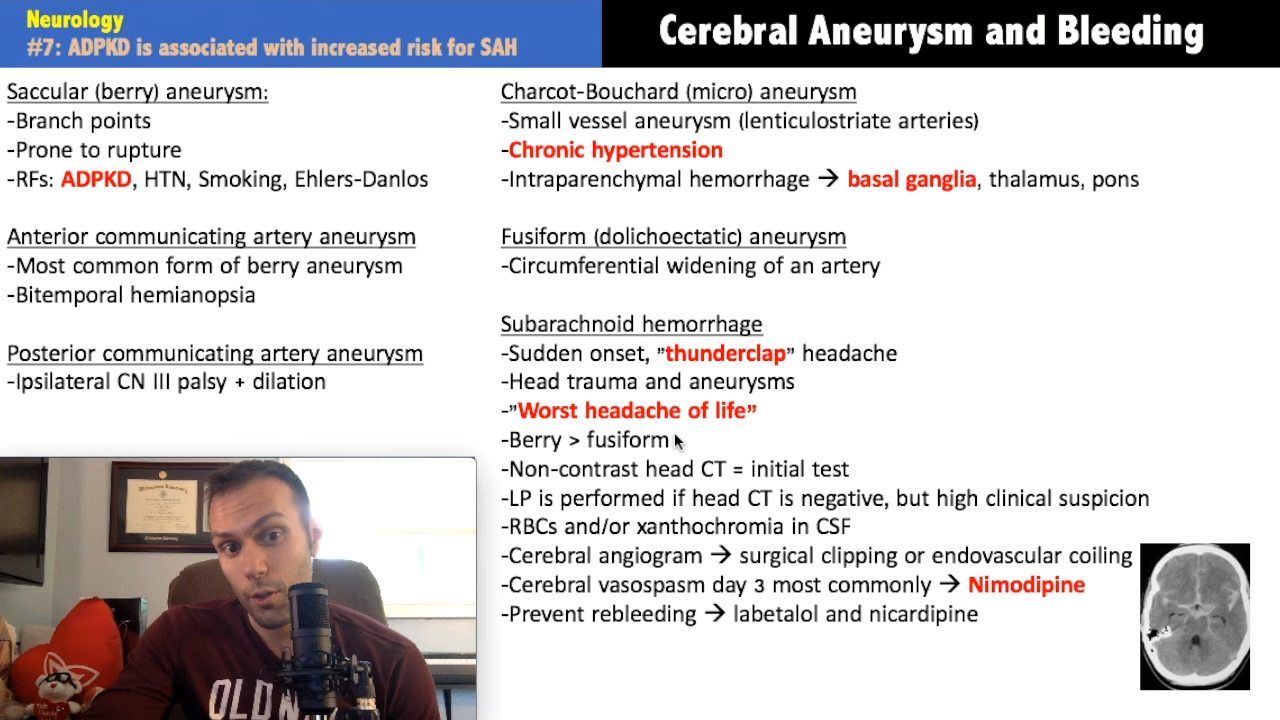 Neurology
#7: ADPKD is associated with increased risk for SAH
Cerebral Aneurysm and Bleeding
Saccular (berry) aneurysm:
-Branch points
-Prone to rupture
-RFs: ADPKD, HTN, Smoking, Ehlers-Danlos
Anterior communicating artery aneurysm
-Most common form of berry aneurysm
-Bitemporal hemianopsia
Posterior communicating artery aneurysm
-Ipsilateral CN III palsy + dilation
Charcot-Bouchard (micro) aneurysm
-Small vessel aneurysm (lenticulostriate arteries)
-Chronic hypertension
-Intraparenchymal hemorrhage → basal ganglia, thalamus, pons
Fusiform (dolichoectatic) aneurysm
-Circumferential widening of an artery
Subarachnoid hemorrhage
-Sudden onset, ”thunderclap” headache
-Head trauma and aneurysms
-”Worst headache of life”
-Berry > fusiform
-Non-contrast head CT = initial test
-LP is performed if head CT is negative, but high clinical suspicion
-RBCs and/or xanthochromia in CSF
-Cerebral angiogram → surgical clipping or endovascular coiling
-Cerebral vasospasm day 3 most commonly → Nimodipine
-Prevent rebleeding → labetalol and nicardipine
OLD